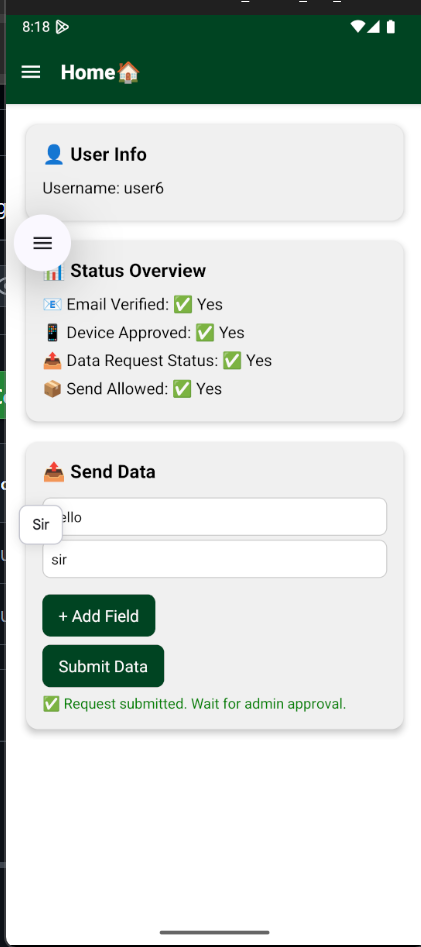 8:18
Home🏠
👤 User Info
Username: user6
📊 Status Overview
📧 Email Verified: ✅ Yes
📱 Device Approved: ✅ Yes
📤 Data Request Status: ✅ Yes
📦 Send Allowed: ✅ Yes
📤 Send Data
ello
Sir
sir
+ Add Field
Submit Data
✅ Request submitted. Wait for admin approval.